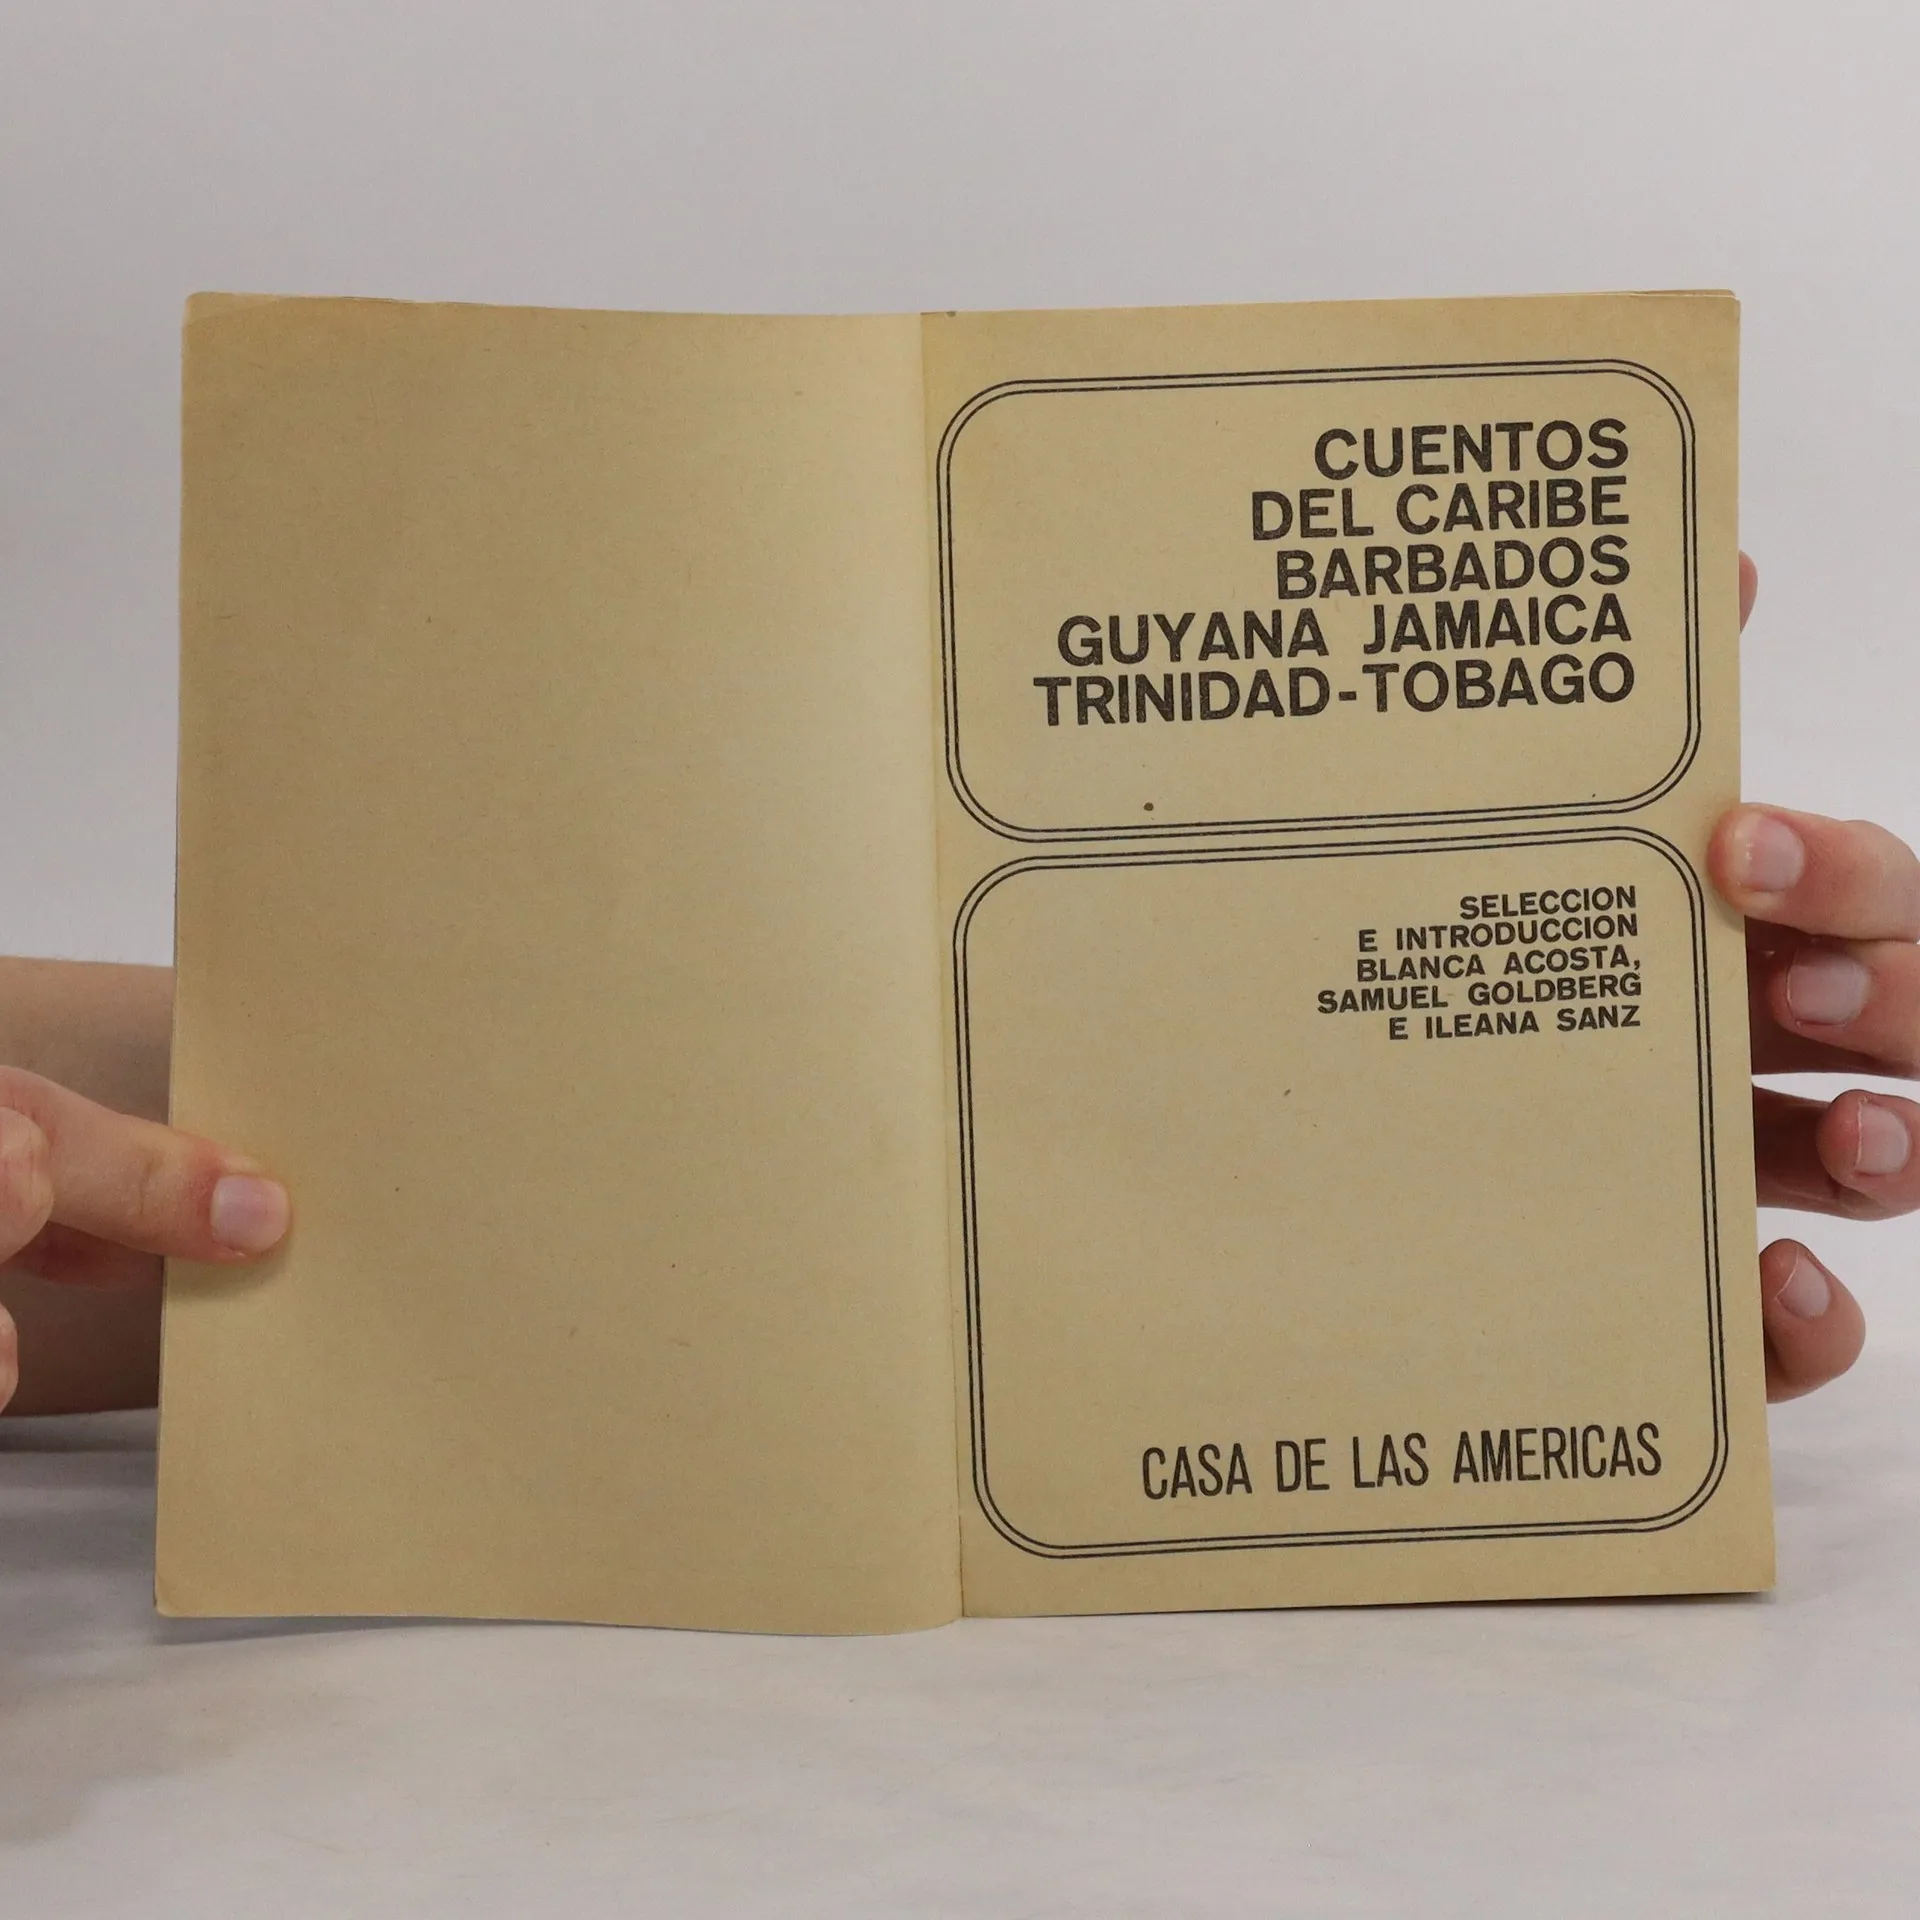 CUENTOS
DEL CARIBE
BARBADOS
GUYANA JAMAICA
TRINIDAD-TOBAGO
SELECCION
E INTRODUCCION
BLANCA ACOSTA,
SAMUEL GOLDBERG
E ILEANA SANZ
CASA DE LAS AMERICAS